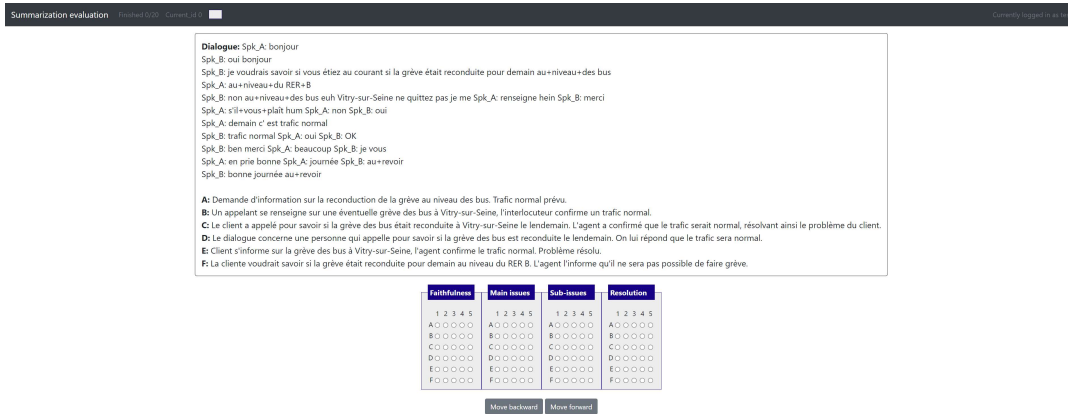 Summarization evaluation Finished 0/20 Current_id 0
Currently logged in as te
Dialogue: Spk_A: bonjour
Spk_B: oui bonjour
Spk_B: je voudrais savoir si vous étiez au courant si la grève était reconduite pour demain au+niveau+des bus
Spk_A: au+niveau+du RER+B
Spk_B: non au+niveau+des bus euh Vitry-sur-Seine ne quittez pas je me Spk_A: renseigne hein Spk_B: merci
Spk_A: s'il+vous+plaît hum Spk_A: non Spk_B: oui
Spk_A: demain c' est trafic normal
Spk_B: trafic normal Spk_A: oui Spk_B: OK
Spk_B: ben merci Spk_A: beaucoup Spk_B: je vous
Spk_A: en prie bonne Spk_A: journée Spk_B: au+revoir
Spk_B: bonne journée au+revoir
A: Demande d'information sur la reconduction de la grève au niveau des bus. Trafic normal prévu.
B: Un appelant se renseigne sur une éventuelle grève des bus à Vitry-sur-Seine, l'interlocuteur confirme un trafic normal.
C: Le client a appelé pour savoir si la grève des bus était reconduite à Vitry-sur-Seine le lendemain. L'agent a confirmé que le trafic serait normal, résolvant ainsi le problème du client.
D: Le dialogue concerne une personne qui appelle pour savoir si la grève des bus est reconduite le lendemain. On lui répond que le trafic sera normal.
E: Client s'informe sur la grève des bus à Vitry-sur-Seine, l'agent confirme le trafic normal. Problème résolu.
F: La cliente voudrait savoir si la grève était reconduite pour demain au niveau du RER B. L'agent l'informe qu'il ne sera pas possible de faire grève.
Faithfulness Main issues Sub-issues Resolution
1 2 3 4 5 1 2 3 4 5 1 2 3 4 5 1 2 3 4 5
A A A A
B B B B
C C C C
D D D D
E E E E
F F F F
Move backward Move forward